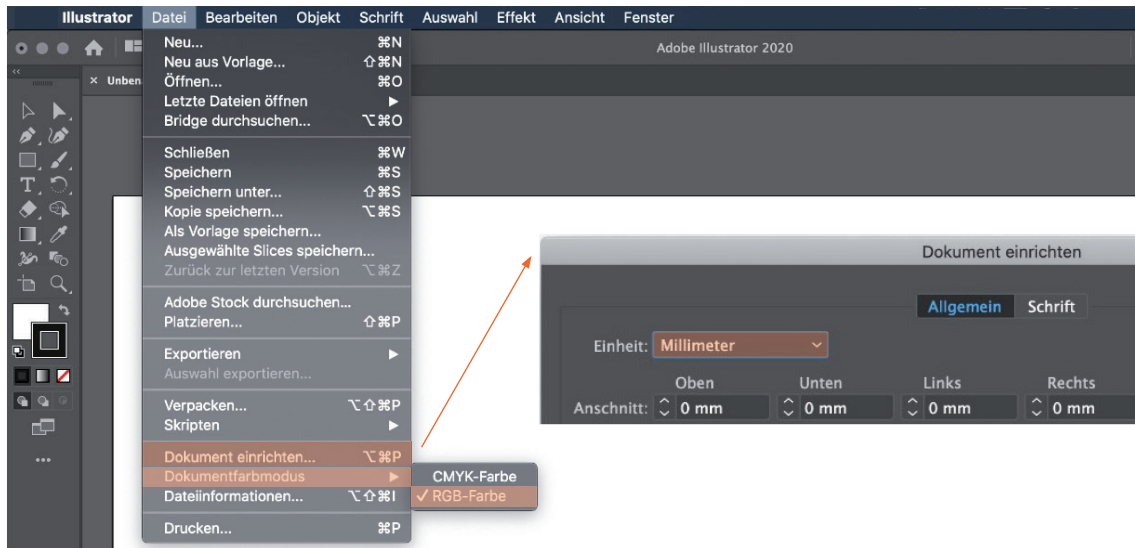 Illustrator Datei Bearbeiten Objekt Schrift Auswahl Effekt Ansicht Fenster
Adobe Illustrator 2020
× Unben
Neu... ⌘N
Neu aus Vorlage... ⇧⌘N
Öffnen... ⌘O
Letzte Dateien öffnen ▶
Bridge durchsuchen... ⌥⌘O
Schließen ⌘W
Speichern ⌘S
Speichern unter... ⇧⌘S
Kopie speichern... ⌥⌘S
Als Vorlage speichern...
Ausgewählte Slices speichern...
Zurück zur letzten Version ⌥⌘Z
Adobe Stock durchsuchen...
Platzieren... ⇧⌘P
Exportieren ▶
Auswahl exportieren...
Verpacken... ⌥⇧⌘P
Skripten ▶
Dokument einrichten... ⌥⌘P
Dokumentfarbmodus ▶
Dateiinformationen... ⌥⇧⌘I
Drucken... ⌘P
CMYK-Farbe
✓ RGB-Farbe
Dokument einrichten
Allgemein Schrift
Einheit: Millimeter
Oben Unten Links Rechts
Anschnitt: 0 mm 0 mm 0 mm 0 mm